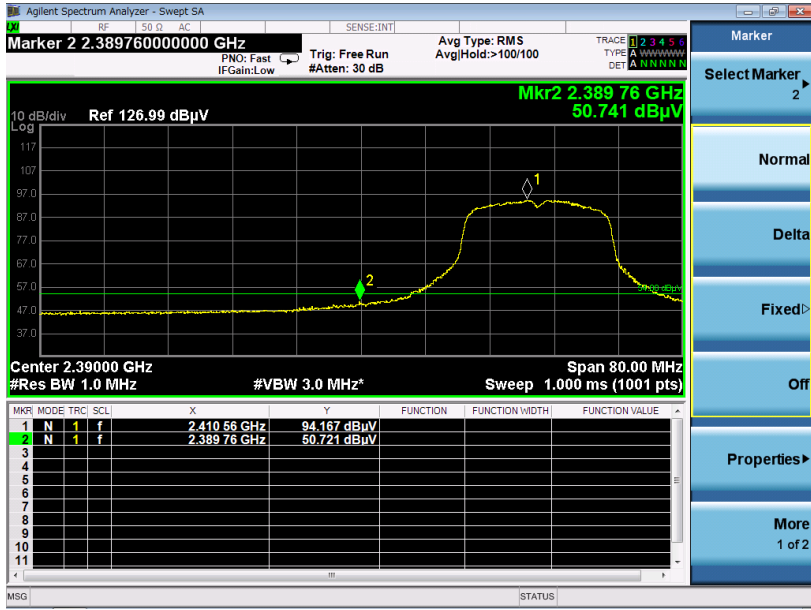 Agilent Spectrum Analyzer - Swept SA
LXI RF 50 Ω AC SENSE:INT
Marker 2 2.389760000000 GHz
PNO: Fast
IFGain:Low
Trig: Free Run
#Atten: 30 dB
Avg Type: RMS
Avg|Hold:>100/100
TRACE 1 2 3 4 5 6
TYPE A WWWWW
DET A N N N N N
Mkr2 2.389 76 GHz
50.741 dBµV
10 dB/div Ref 126.99 dBµV
Log
117
107
97.0
87.0
77.0
67.0
57.0
47.0
37.0
1
2
54.00 dBµV
Center 2.39000 GHz Span 80.00 MHz
#Res BW 1.0 MHz #VBW 3.0 MHz* Sweep 1.000 ms (1001 pts)
MKR MODE TRC SCL X Y FUNCTION FUNCTION WIDTH FUNCTION VALUE
1 N 1 f 2.410 56 GHz 94.167 dBµV
2 N 1 f 2.389 76 GHz 50.721 dBµV
3
4
5
6
7
8
9
10
11
MSG STATUS
Marker
Select Marker
2
Normal
Delta
Fixed
Off
Properties
More
1 of 2